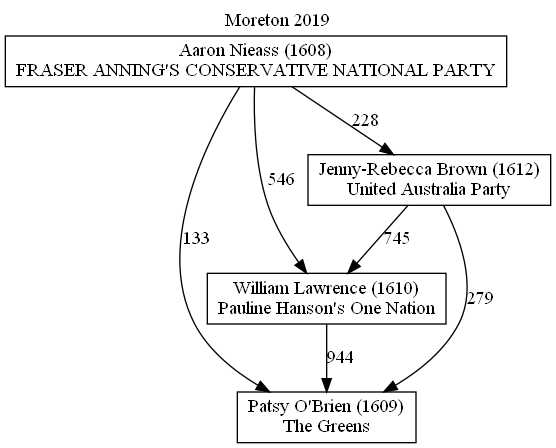 Moreton 2019
Aaron Nieass (1608)
FRASER ANNING'S CONSERVATIVE NATIONAL PARTY
228
Jenny-Rebecca Brown (1612)
United Australia Party
546
133
745
William Lawrence (1610)
Pauline Hanson's One Nation
279
944
Patsy O'Brien (1609)
The Greens